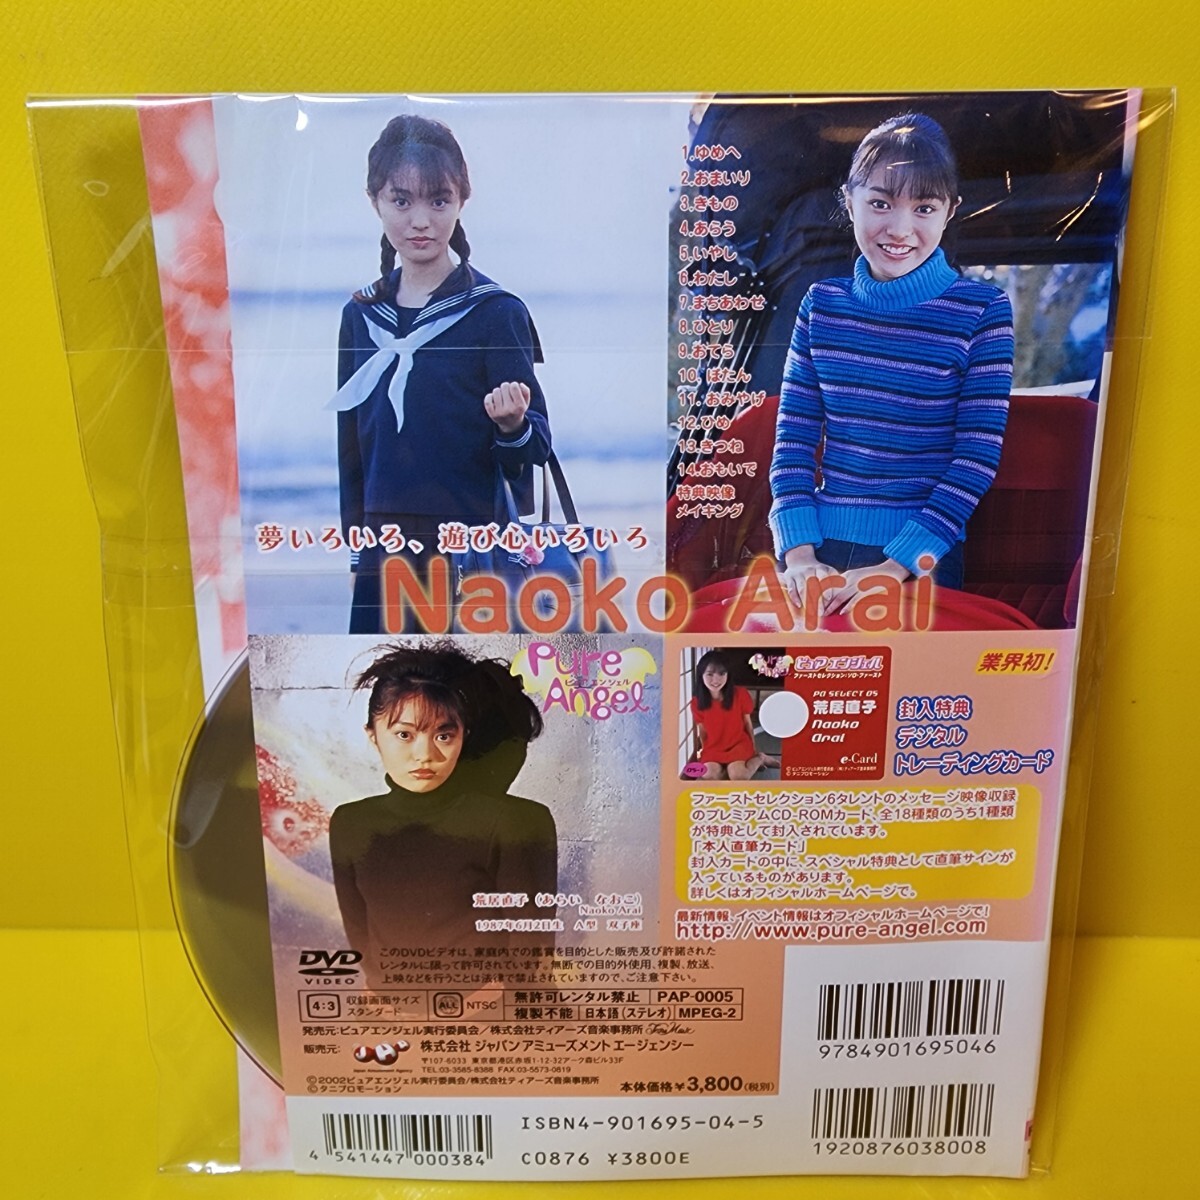 1.ゆめへ
2.おまいり
3.きもの
4.あらう
5.いやし
6.わたし
7.まちあわせ
8.ひとり
9.おてら
10. ぼたん
11. おみやげ
12.ひめ
13.きつね
14.おもいで
特典映像
メイキング
夢いろいろ、遊び心いろいろ
Naoko Arai
Pure
ピュアエンジェル
Angel
荒居直子 (あらい なおこ)
Naoko Arai
1987年6月2日生 A型 双子座
Pure Angel
ピュアエンジェル
ファーストセレクション:ソロ・ファースト
PA SELECT 05
荒居直子
Naoko
Arai
e-Card
05-1
業界初!
封入特典
デジタル
トレーディングカード
ファーストセレクション6タレントのメッセージ映像収録
のプレミアムCD-ROMカード、全18種類のうち1種類
が特典として封入されています。
「本人直筆カード」
封入カードの中に、スペシャル特典として直筆サインが
入っているものがあります。
詳しくはオフィシャルホームページで。
最新情報、イベント情報はオフィシャルホームページで!
http://www.pure-angel.com
DVD
VIDEO
このDVDビデオは、家庭内での鑑賞を目的とした販売及び許諾された
レンタルに限って許可されています。無断での目的外使用、複製、放送、
上映などを行うことは法律で禁止されていますので、ご注意下さい。
4:3 収録画面サイズ
スタンダード
ALL NTSC
無許可レンタル禁止 PAP-0005
複製不能 日本語(ステレオ) MPEG-2
発売元:ピュアエンジェル実行委員会/株式会社ティアーズ音楽事務所
販売元: 株式会社 ジャパン アミューズメント エージェンシー
Japan Amusement Agency
〒107-6033 東京都港区赤坂1-12-32アーク森ビル33F
TEL.03-3585-8388 FAX.03-5573-0819
©2002ピュアエンジェル実行委員会/株式会社ティアーズ音楽事務所
©タニプロモーション
本体価格¥3,800(税別)
9784901695046
ISBN4-901695-04-5
C0876 ¥3800E
4 541447 000384
1920876038008